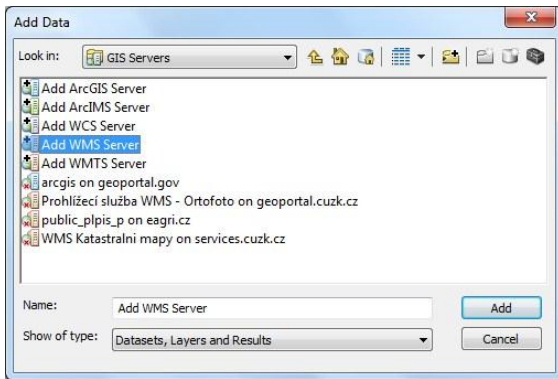 Add Data
Look in: GIS Servers
Add ArcGIS Server
Add ArcIMS Server
Add WCS Server
Add WMS Server
Add WMTS Server
arcgis on geoportal.gov
Prohlížecí služba WMS - Ortofoto on geoportal.cuzk.cz
public_plpis_p on eagri.cz
WMS Katastralni mapy on services.cuzk.cz
Name: Add WMS Server Add
Show of type: Datasets, Layers and Results Cancel